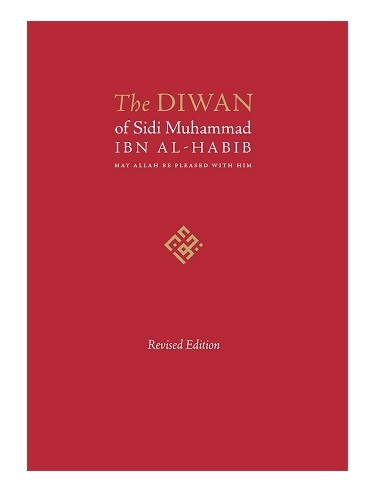 The DIWAN
of Sidi Muhammad
IBN AL-HABIB
MAY ALLAH BE PLEASED WITH HIM
Revised Edition